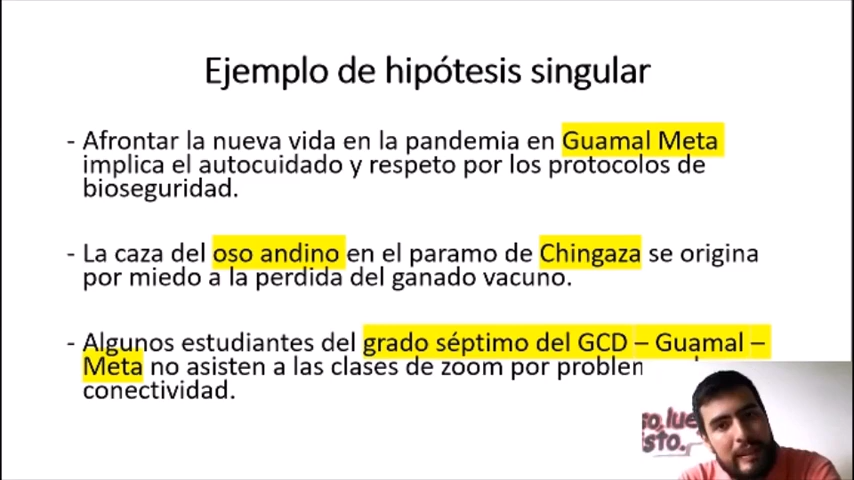 Ejemplo de hipótesis singular
- Afrontar la nueva vida en la pandemia en Guamal Meta
implica el autocuidado y respeto por los protocolos de
bioseguridad.
- La caza del oso andino en el paramo de Chingaza se origina
por miedo a la perdida del ganado vacuno.
- Algunos estudiantes del grado séptimo del GCD – Guamal –
Meta no asisten a las clases de zoom por
conectividad.